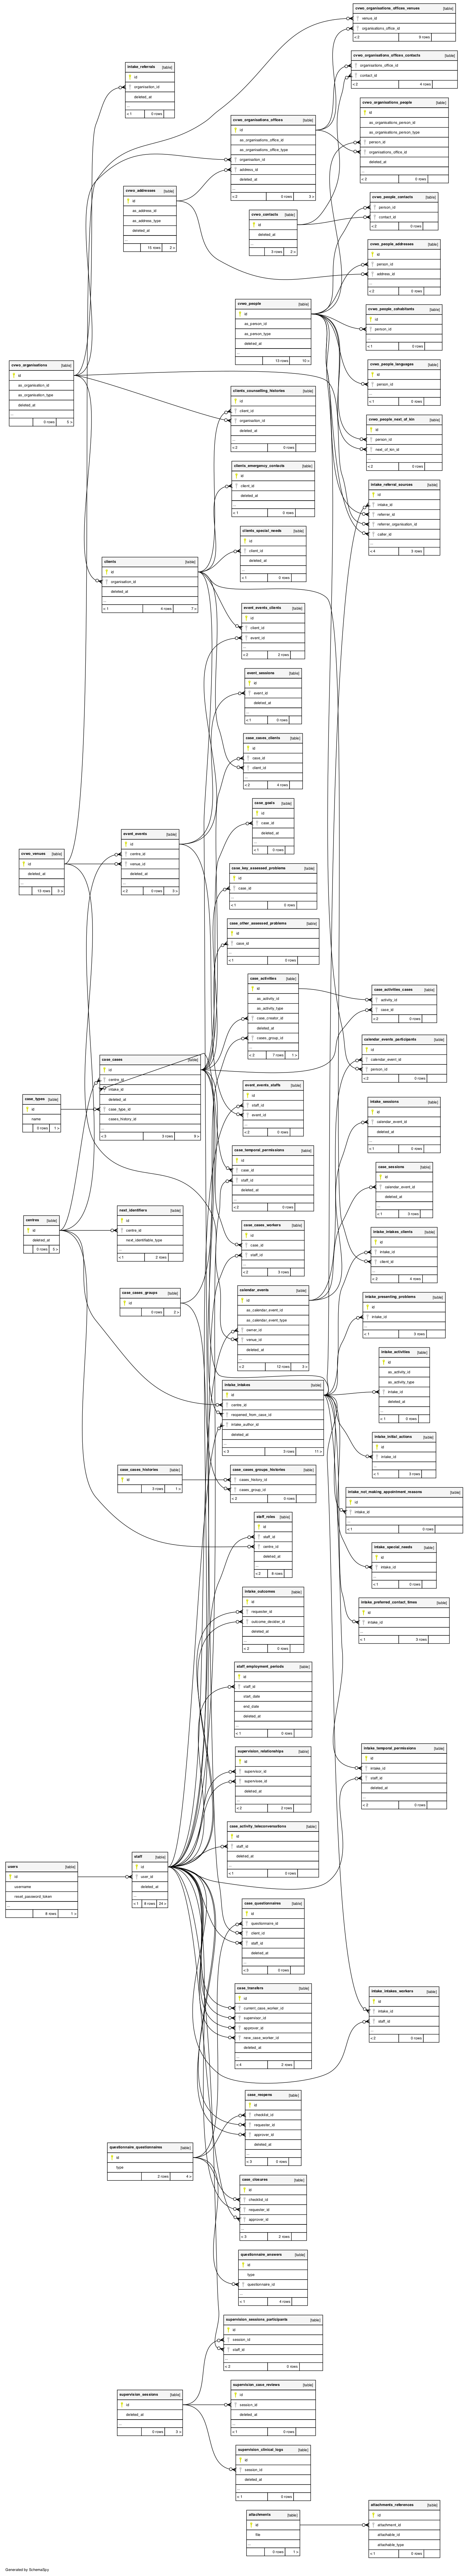 cvwo_organisations_offices_venues [table]
venue_id
organisations_office_id
< 2 0 rows
cvwo_organisations_offices_contacts [table]
organisations_office_id
contact_id
< 2 4 rows
intake_referrals [table]
id
organisation_id
deleted_at
...
< 1 0 rows
cvwo_organisations_people [table]
id
as_organisations_person_id
as_organisations_person_type
person_id
organisations_office_id
deleted_at
...
< 2 0 rows
cvwo_organisations_offices [table]
id
as_organisations_office_id
as_organisations_office_type
organisation_id
address_id
deleted_at
...
< 2 0 rows 3 >
cvwo_addresses [table]
id
as_address_id
as_address_type
deleted_at
...
15 rows 2 >
cvwo_contacts [table]
id
deleted_at
...
3 rows 2 >
cvwo_people_contacts [table]
person_id
contact_id
< 2 0 rows
cvwo_people_addresses [table]
id
person_id
address_id
< 2 0 rows
cvwo_people [table]
id
as_person_id
as_person_type
deleted_at
...
13 rows 10 >
cvwo_people_cohabitants [table]
id
person_id
...
< 1 0 rows
cvwo_people_languages [table]
id
person_id
...
< 1 0 rows
cvwo_organisations [table]
id
as_organisation_id
as_organisation_type
deleted_at
...
0 rows 5 >
clients_counselling_histories [table]
id
client_id
organisation_id
deleted_at
...
< 2 0 rows
cvwo_people_next_of_kin [table]
id
person_id
next_of_kin_id
...
< 2 0 rows
clients_emergency_contacts [table]
id
client_id
deleted_at
...
< 1 0 rows
intake_referral_sources [table]
id
intake_id
referrer_id
referrer_organisation_id
caller_id
...
< 4 3 rows
clients_special_needs [table]
id
client_id
deleted_at
...
< 1 0 rows
clients [table]
id
organisation_id
deleted_at
...
< 1 4 rows 7 >
event_events_clients [table]
id
client_id
event_id
...
< 2 2 rows
event_sessions [table]
id
event_id
deleted_at
...
< 1 0 rows
case_cases_clients [table]
id
case_id
client_id
...
< 2 4 rows
case_goals [table]
id
case_id
deleted_at
...
< 1 0 rows
event_events [table]
id
centre_id
venue_id
deleted_at
...
< 2 0 rows 3 >
cvwo_venues [table]
id
deleted_at
...
13 rows 3 >
case_key_assessed_problems [table]
id
case_id
...
< 1 0 rows
case_other_assessed_problems [table]
id
case_id
...
< 1 0 rows
case_activities [table]
id
as_activity_id
as_activity_type
case_creator_id
deleted_at
cases_group_id
...
< 2 7 rows 1 >
case_activities_cases [table]
activity_id
case_id
< 2 0 rows
calendar_events_participants [table]
id
calendar_event_id
person_id
< 2 0 rows
case_cases [table]
id
centre_id
intake_id
deleted_at
case_type_id
cases_history_id
...
< 3 3 rows 9 >
case_types [table]
id
name
0 rows 1 >
event_events_staffs [table]
id
staff_id
event_id
...
< 2 0 rows
intake_sessions [table]
id
calendar_event_id
deleted_at
...
< 1 0 rows
case_temporal_permissions [table]
id
case_id
staff_id
deleted_at
...
< 2 0 rows
case_sessions [table]
id
calendar_event_id
deleted_at
...
< 1 3 rows
next_identifiers [table]
id
centre_id
next_identifiable_type
...
< 1 2 rows
centres [table]
id
deleted_at
0 rows 5 >
case_cases_workers [table]
id
case_id
staff_id
...
< 2 3 rows
intake_intakes_clients [table]
id
intake_id
client_id
...
< 2 4 rows
case_cases_groups [table]
id
0 rows 2 >
calendar_events [table]
id
as_calendar_event_id
as_calendar_event_type
owner_id
venue_id
deleted_at
...
< 2 12 rows 3 >
intake_presenting_problems [table]
id
intake_id
...
< 1 0 rows
intake_activities [table]
id
as_activity_id
as_activity_type
intake_id
deleted_at
...
< 1 0 rows
intake_intakes [table]
id
centre_id
reopened_from_case_id
intake_author_id
deleted_at
...
< 3 3 rows 11 >
intake_initial_actions [table]
id
intake_id
...
< 1 3 rows
case_cases_histories [table]
id
3 rows 1 >
case_cases_groups_histories [table]
cases_history_id
cases_group_id
< 2 0 rows
intake_not_making_appointment_reasons [table]
id
intake_id
...
< 1 0 rows
staff_roles [table]
id
staff_id
centre_id
deleted_at
...
< 2 8 rows
intake_special_needs [table]
id
intake_id
...
< 1 0 rows
intake_outcomes [table]
id
requester_id
outcome_decider_id
deleted_at
...
< 2 0 rows
intake_preferred_contact_times [table]
id
intake_id
...
< 1 3 rows
staff_employment_periods [table]
id
staff_id
start_date
end_date
deleted_at
...
< 1 0 rows
supervision_relationships [table]
id
supervisor_id
supervisee_id
deleted_at
...
< 2 2 rows
intake_temporal_permissions [table]
id
intake_id
staff_id
deleted_at
...
< 2 0 rows
case_activity_teleconversations [table]
id
staff_id
deleted_at
...
< 1 0 rows
users [table]
id
username
reset_password_token
...
8 rows 1 >
staff [table]
id
user_id
deleted_at
...
< 1 8 rows 24 >
case_questionnaires [table]
id
questionnaire_id
client_id
staff_id
deleted_at
...
< 3 0 rows
case_transfers [table]
id
current_case_worker_id
supervisor_id
approver_id
new_case_worker_id
deleted_at
...
< 4 2 rows
intake_intakes_workers [table]
id
intake_id
staff_id
...
< 2 0 rows
case_reopens [table]
id
checklist_id
requester_id
approver_id
deleted_at
...
< 3 0 rows
questionnaire_questionnaires [table]
id
type
2 rows 4 >
case_closures [table]
id
checklist_id
requester_id
approver_id
...
< 3 2 rows
questionnaire_answers [table]
id
type
questionnaire_id
...
< 1 4 rows
supervision_sessions_participants [table]
id
session_id
staff_id
...
< 2 0 rows
supervision_sessions [table]
id
deleted_at
...
0 rows 3 >
supervision_case_reviews [table]
id
session_id
deleted_at
...
< 1 0 rows
supervision_clinical_logs [table]
id
session_id
deleted_at
...
< 1 0 rows
attachments [table]
id
file
...
0 rows 1 >
attachments_references [table]
id
attachment_id
attachable_id
attachable_type
< 1 0 rows
Generated by SchemaSpy